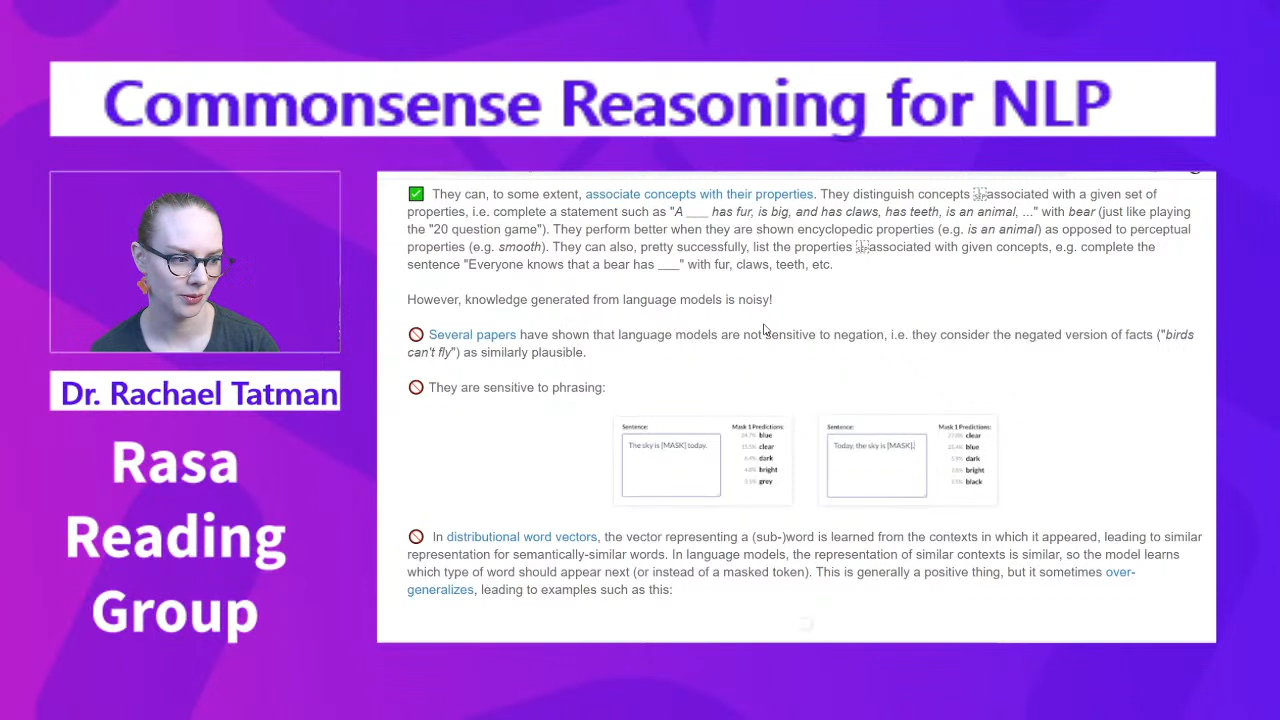 Commonsense Reasoning for NLP
Dr. Rachael Tatman
Rasa
Reading
Group
They can, to some extent, associate concepts with their properties. They distinguish concepts associated with a given set of
properties, i.e. complete a statement such as "A ___ has fur, is big, and has claws, has teeth, is an animal, ..." with bear (just like playing
the "20 question game"). They perform better when they are shown encyclopedic properties (e.g. is an animal) as opposed to perceptual
properties (e.g. smooth). They can also, pretty successfully, list the properties associated with given concepts, e.g. complete the
sentence "Everyone knows that a bear has ___" with fur, claws, teeth, etc.
However, knowledge generated from language models is noisy!
Several papers have shown that language models are not sensitive to negation, i.e. they consider the negated version of facts ("birds
can't fly") as similarly plausible.
They are sensitive to phrasing:
Sentence:
The sky is [MASK] today.
Mask 1 Predictions:
blue
clear
dark
bright
grey
Sentence:
Today, the sky is [MASK].
Mask 1 Predictions:
clear
blue
dark
bright
black
In distributional word vectors, the vector representing a (sub-)word is learned from the contexts in which it appeared, leading to similar
representation for semantically-similar words. In language models, the representation of similar contexts is similar, so the model learns
which type of word should appear next (or instead of a masked token). This is generally a positive thing, but it sometimes over-
generalizes, leading to examples such as this: